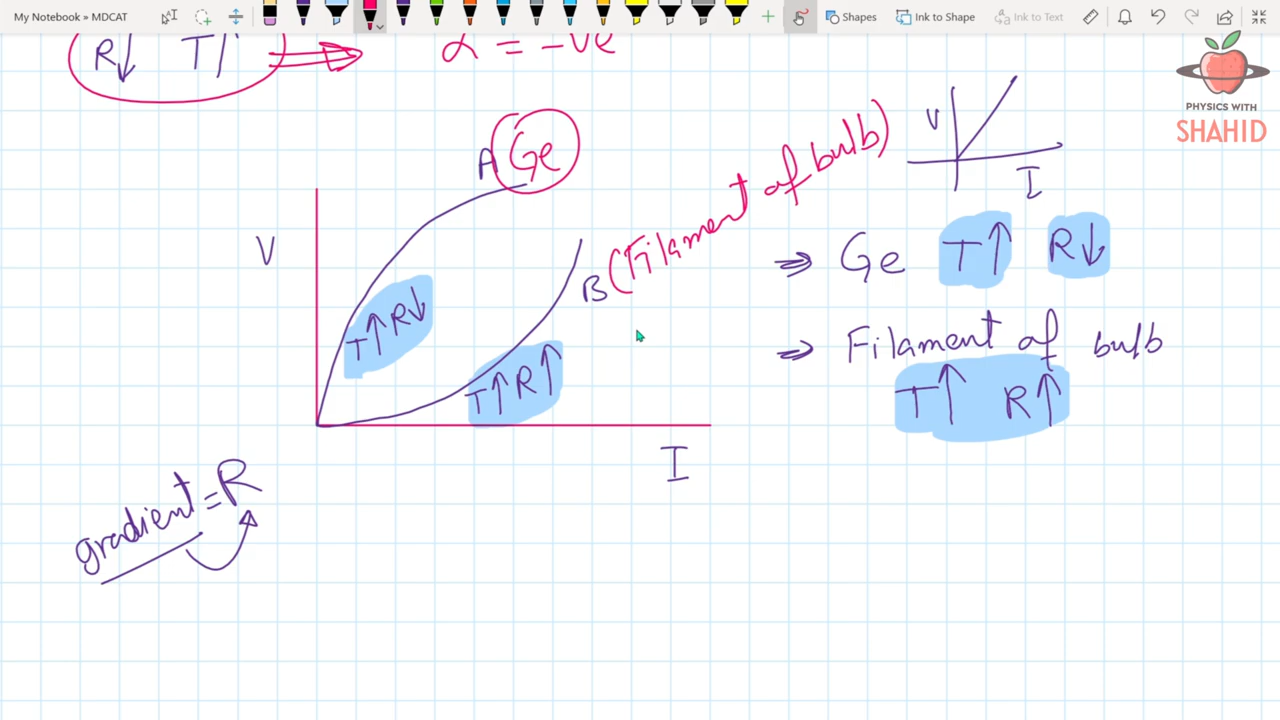 My Notebook » MDCAT
Shapes
Ink to Shape
Ink to Text
R↓ T↑ ⇒ α = -ve
PHYSICS WITH
SHAHID
A Ge
V
I
V
T↑ R↓
B (Filament of bulb)
T↑ R↑
I
⇒ Ge T↑ R↓
⇒ Filament of bulb
T↑ R↑
gradient = R